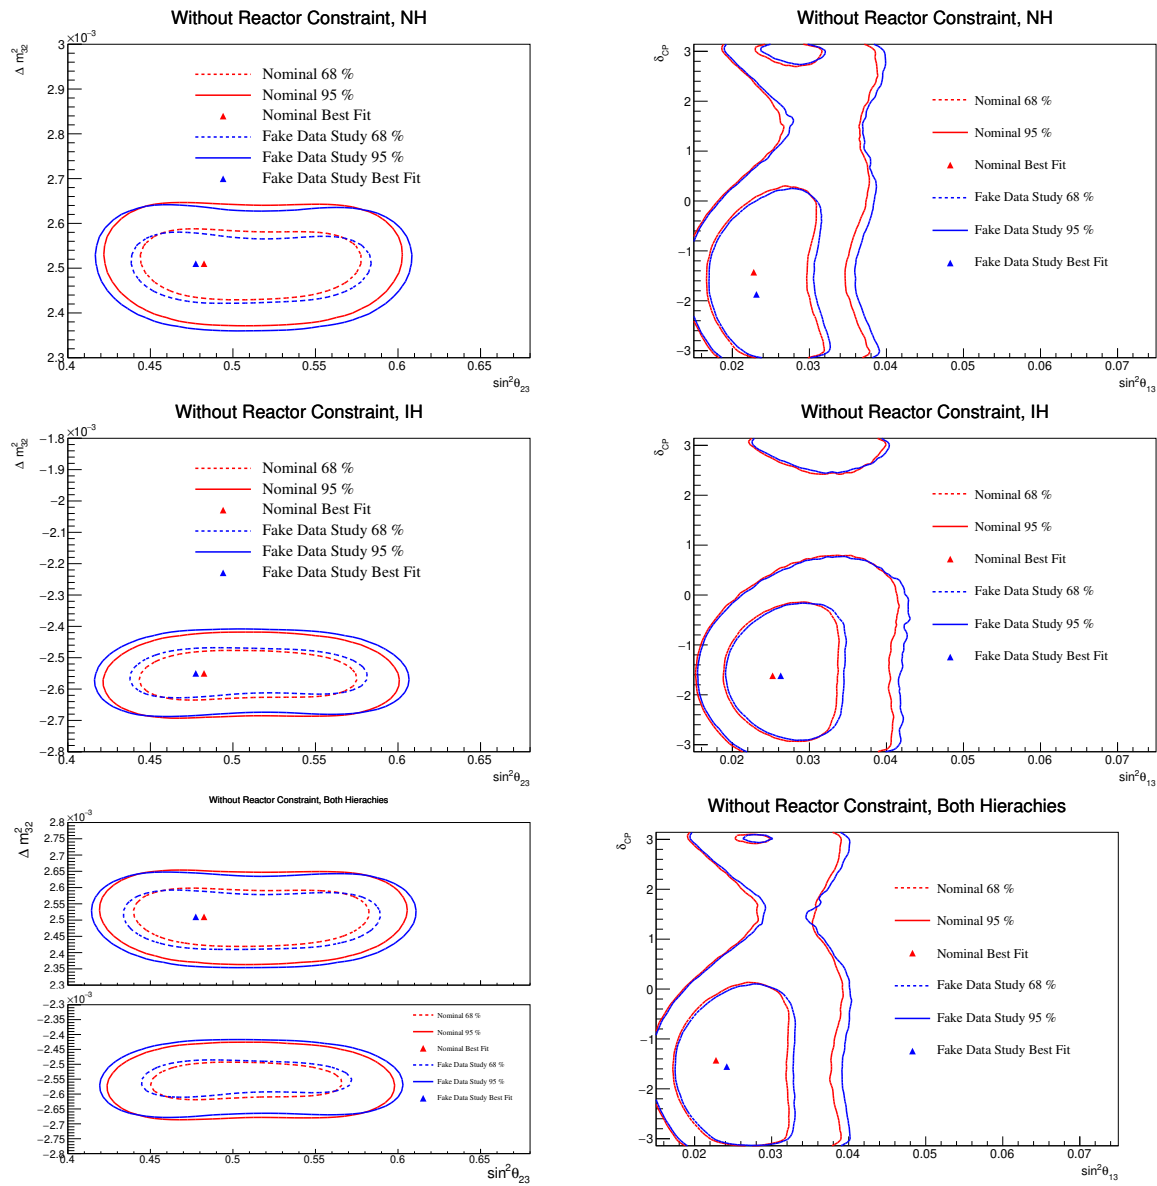 Without Reactor Constraint, NH
×10⁻³
Δ m²₃₂
3
2.9
2.8
2.7
2.6
2.5
2.4
2.3
0.4
0.45
0.5
0.55
0.6
0.65
sin²θ₂₃
Nominal 68 %
Nominal 95 %
Nominal Best Fit
Fake Data Study 68 %
Fake Data Study 95 %
Fake Data Study Best Fit
Without Reactor Constraint, NH
δCP
3
2
1
0
−1
−2
−3
0.02
0.03
0.04
0.05
0.06
0.07
sin²θ₁₃
Nominal 68 %
Nominal 95 %
Nominal Best Fit
Fake Data Study 68 %
Fake Data Study 95 %
Fake Data Study Best Fit
Without Reactor Constraint, IH
×10⁻³
Δ m²₃₂
−1.8
−1.9
−2
−2.1
−2.2
−2.3
−2.4
−2.5
−2.6
−2.7
−2.8
0.4
0.45
0.5
0.55
0.6
0.65
sin²θ₂₃
Nominal 68 %
Nominal 95 %
Nominal Best Fit
Fake Data Study 68 %
Fake Data Study 95 %
Fake Data Study Best Fit
Without Reactor Constraint, IH
δCP
3
2
1
0
−1
−2
−3
0.02
0.03
0.04
0.05
0.06
0.07
sin²θ₁₃
Nominal 68 %
Nominal 95 %
Nominal Best Fit
Fake Data Study 68 %
Fake Data Study 95 %
Fake Data Study Best Fit
Without Reactor Constraint, Both Hierachies
×10⁻³
Δ m²₃₂
2.8
2.75
2.7
2.65
2.6
2.55
2.5
2.45
2.4
2.35
2.3
×10⁻³
−2.3
−2.35
−2.4
−2.45
−2.5
−2.55
−2.6
−2.65
−2.7
−2.75
−2.8
0.4
0.45
0.5
0.55
0.6
0.65
sin²θ₂₃
Nominal 68 %
Nominal 95 %
Nominal Best Fit
Fake Data Study 68 %
Fake Data Study 95 %
Fake Data Study Best Fit
Without Reactor Constraint, Both Hierachies
δCP
3
2
1
0
−1
−2
−3
0.02
0.03
0.04
0.05
0.06
0.07
sin²θ₁₃
Nominal 68 %
Nominal 95 %
Nominal Best Fit
Fake Data Study 68 %
Fake Data Study 95 %
Fake Data Study Best Fit